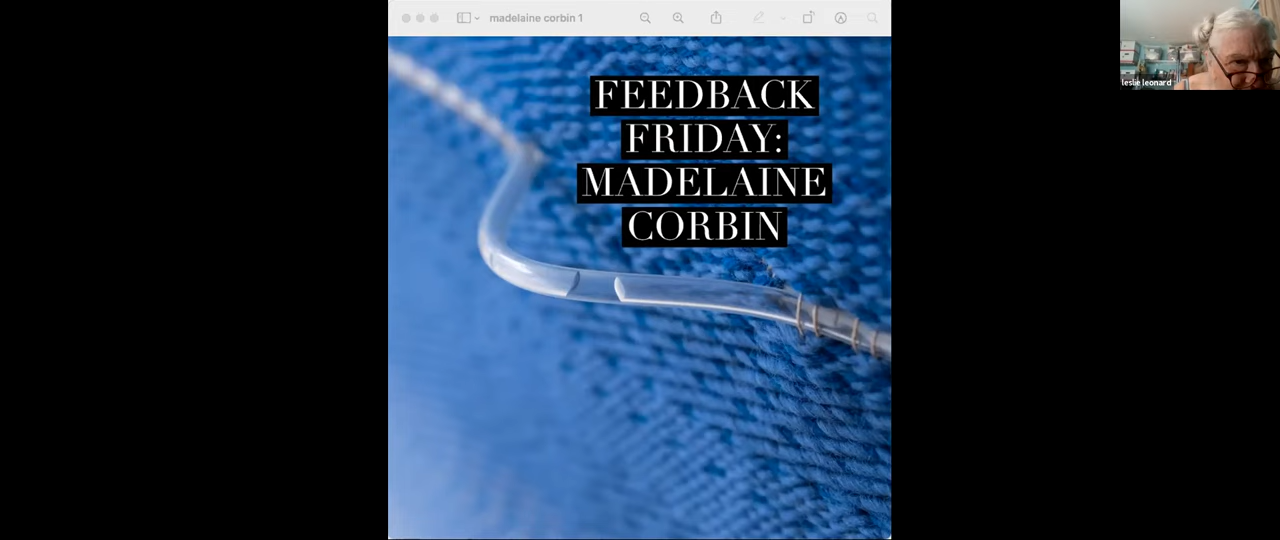 madelaine corbin 1
FEEDBACK
FRIDAY:
MADELAINE
CORBIN
leslie leonard